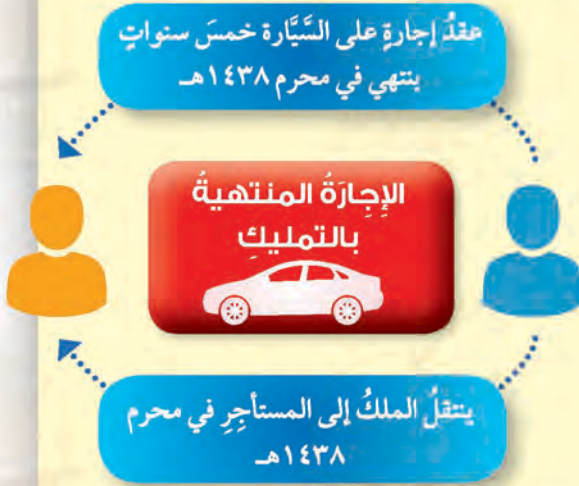 عقدُ إجارةٍ على السَّيَّارة خمسَ سنواتٍ
ينتهي في محرم ١٤٣٨هـ
الإِجارَةُ المنتهيةُ
بالتمليكِ
ينتقلُ الملكُ إلى المستأجِرِ في محرم
١٤٣٨هـ